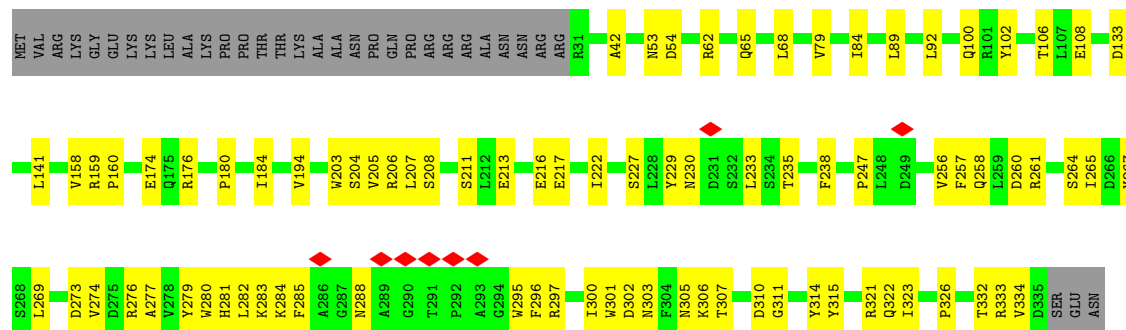 MET VAL ARG LYS GLY GLU LYS LYS LEU ALA LYS PRO PRO THR THR LYS ALA ALA ASN PRO GLN PRO ARG ARG ARG ALA ASN ASN ARG ARG R31 A42 N53 D54 R62 Q65 L68 V79 I84 L89 L92 Q100 R101 Y102 T106 L107 E108 D133
L141 V158 R159 P160 E174 Q175 R176 P180 I184 V194 W203 S204 V205 R206 L207 S208 S211 L212 E213 E216 E217 I222 S227 L228 Y229 N230 D231 S232 L233 S234 T235 F238 P247 L248 D249 V256 F257 Q258 L259 D260 R261 S264 I265 D266
S268 L269 D273 V274 D275 R276 A277 V278 Y279 W280 H281 L282 K283 K284 F285 A286 G287 N288 A289 G290 T291 P292 A293 G294 W295 F296 R297 I300 W301 D302 N303 F304 N305 K306 T307 D310 G311 Y314 Y315 R321 Q322 I323 P326 T332 R333 V334 D335 SER GLU ASN